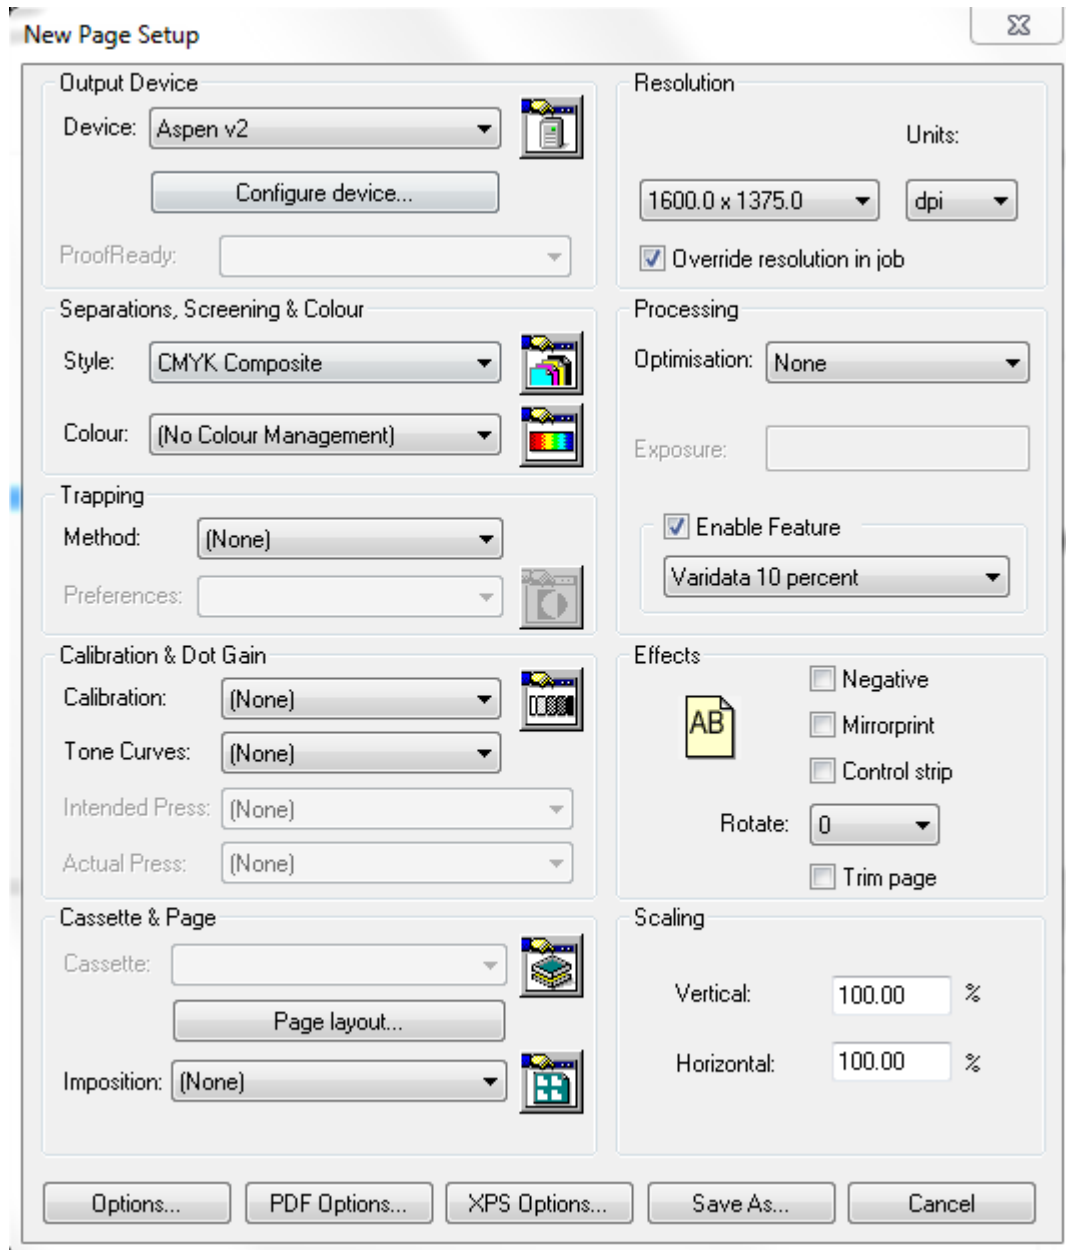 New Page Setup
Output Device
Device: Aspen v2
Configure device...
ProofReady:
Separations, Screening & Colour
Style: CMYK Composite
Colour: (No Colour Management)
Trapping
Method: (None)
Preferences:
Calibration & Dot Gain
Calibration: (None)
Tone Curves: (None)
Intended Press: (None)
Actual Press: (None)
Cassette & Page
Cassette:
Page layout...
Imposition: (None)
Resolution
Units:
1600.0 x 1375.0 dpi
Override resolution in job
Processing
Optimisation: None
Exposure:
Enable Feature
Varidata 10 percent
Effects
AB
Negative
Mirrorprint
Control strip
Rotate: 0
Trim page
Scaling
Vertical: 100.00 %
Horizontal: 100.00 %
Options... PDF Options... XPS Options... Save As... Cancel